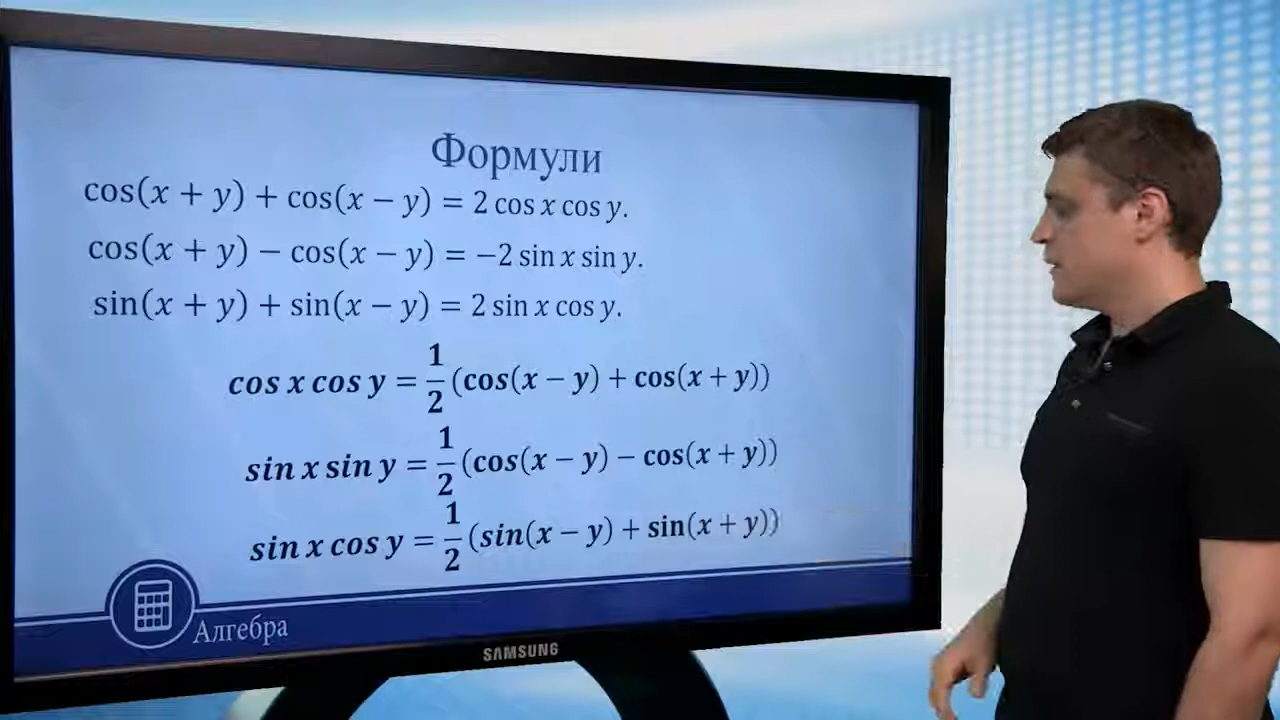 Формули
cos(x + y) + cos(x − y) = 2 cos x cos y.
cos(x + y) − cos(x − y) = −2 sin x sin y.
sin(x + y) + sin(x − y) = 2 sin x cos y.
cos x cos y = 1/2 (cos(x − y) + cos(x + y))
sin x sin y = 1/2 (cos(x − y) − cos(x + y))
sin x cos y = 1/2 (sin(x − y) + sin(x + y))
Алгебра
SAMSUNG